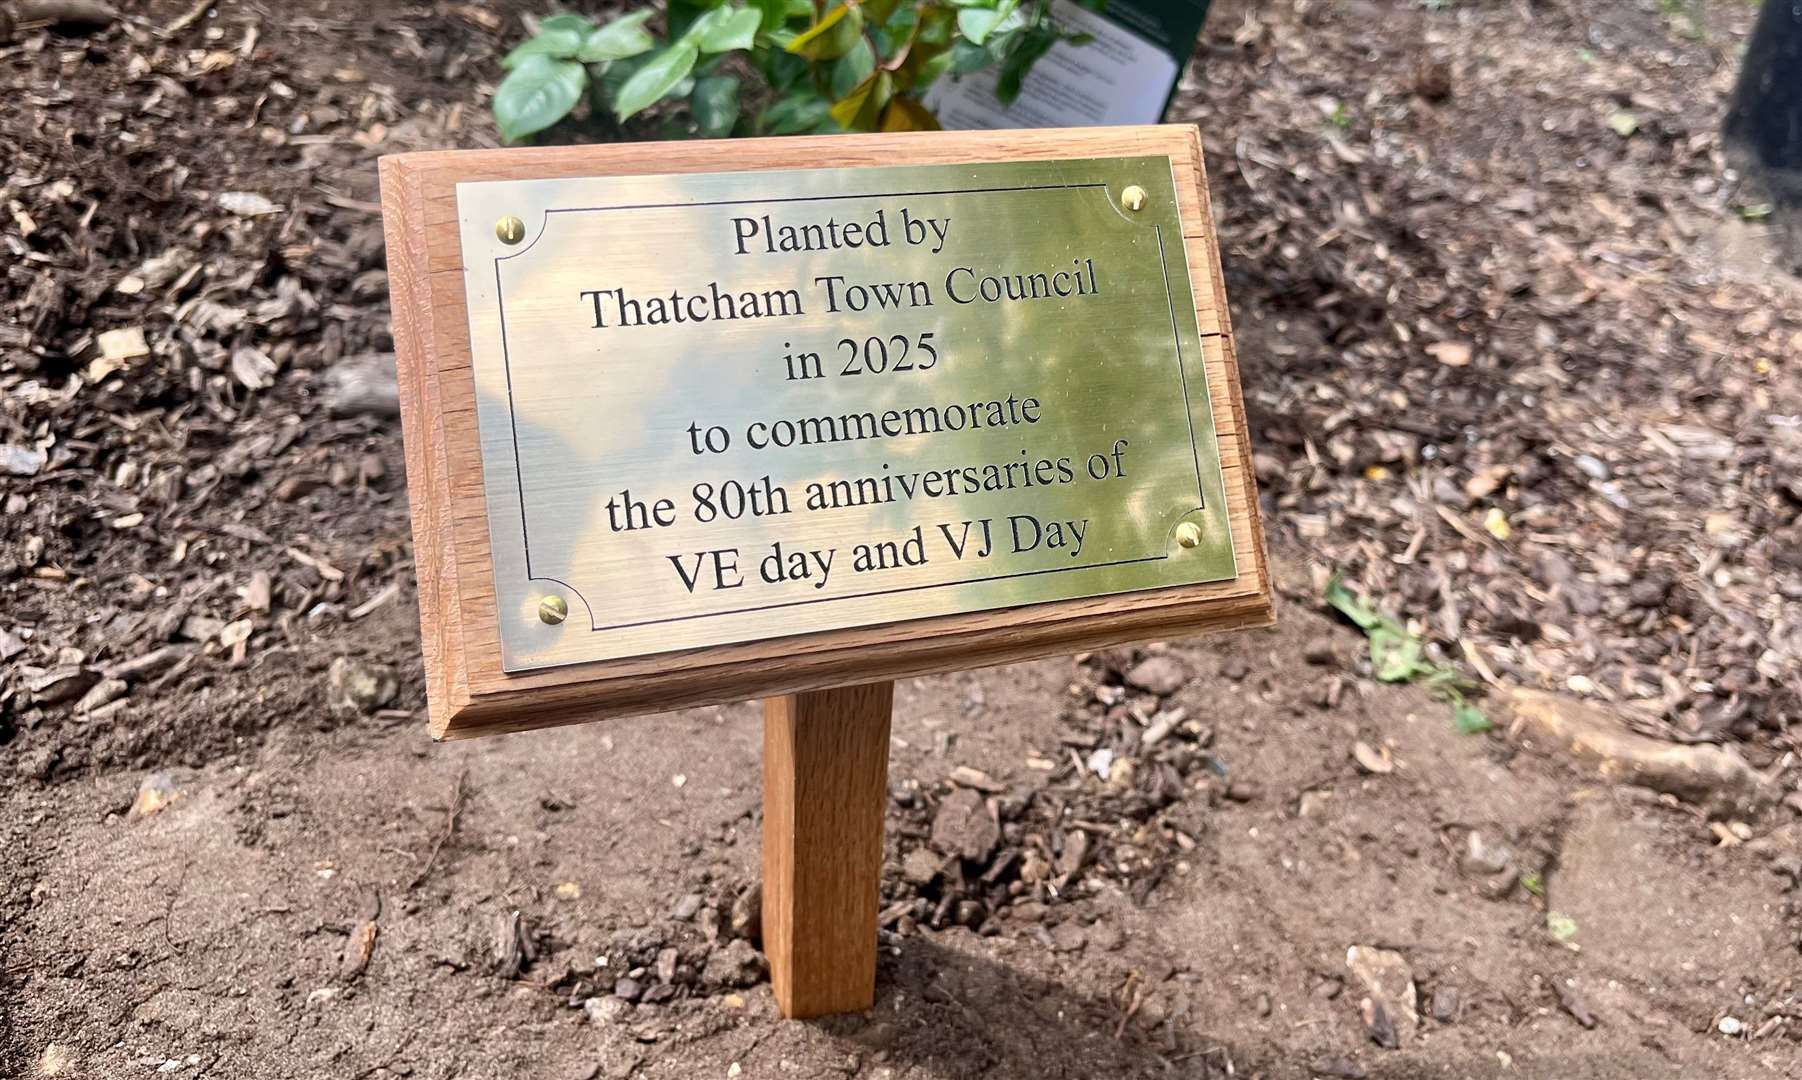 Planted by
Thatcham Town Council
in 2025
to commemorate
the 80th anniversaries of
VE day and VJ Day